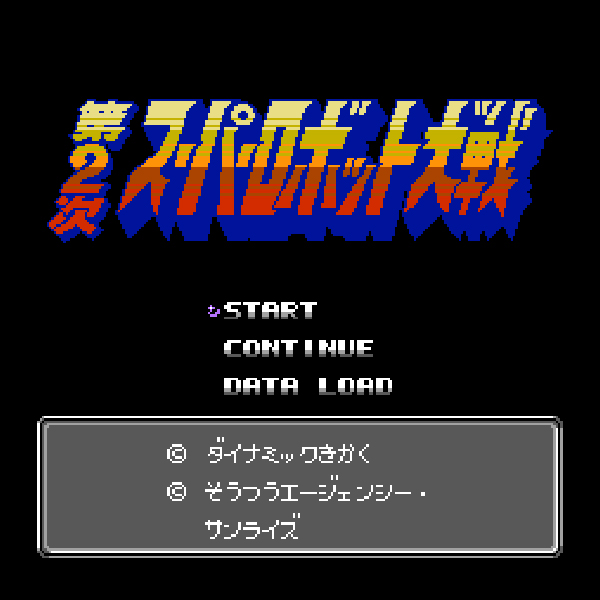 第2次
スーパーロボット大戦
START
CONTINUE
DATA LOAD
© ダイナミックきかく
© そうつうエージェンシー・
サンライズ